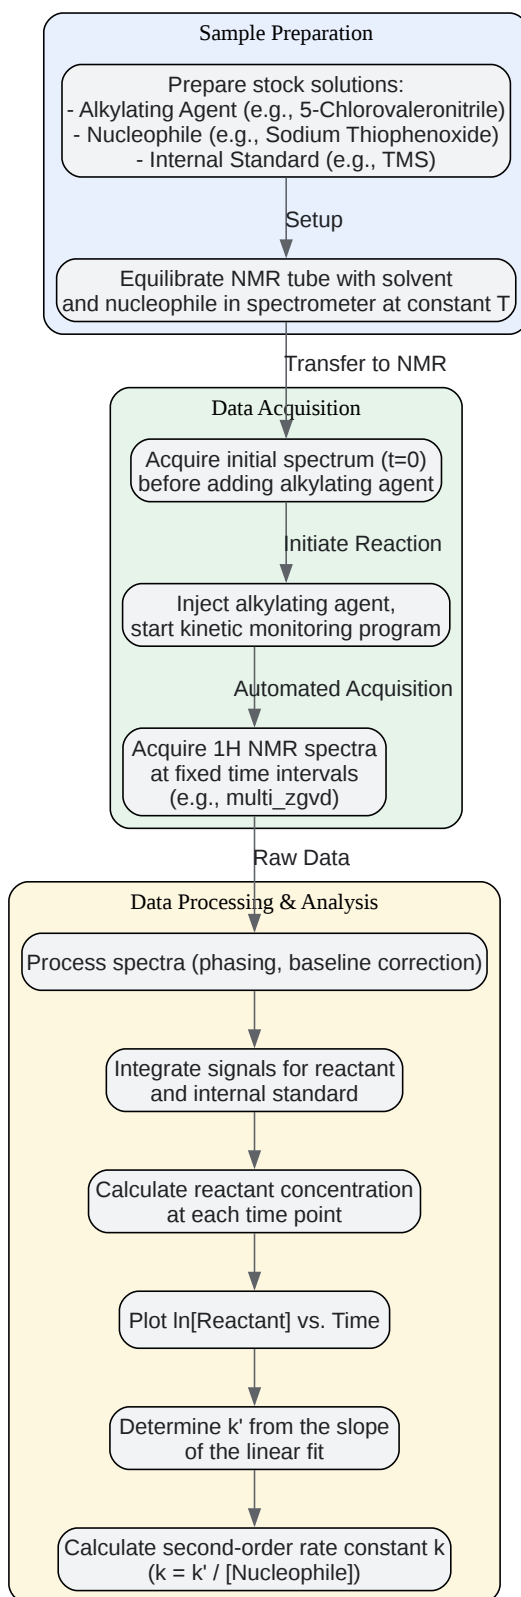 Sample Preparation
Prepare stock solutions:
- Alkylating Agent (e.g., 5-Chlorovaleronitrile)
- Nucleophile (e.g., Sodium Thiophenoxide)
- Internal Standard (e.g., TMS)
Setup
Equilibrate NMR tube with solvent
and nucleophile in spectrometer at constant T
Transfer to NMR
Data Acquisition
Acquire initial spectrum (t=0)
before adding alkylating agent
Initiate Reaction
Inject alkylating agent,
start kinetic monitoring program
Automated Acquisition
Acquire 1H NMR spectra
at fixed time intervals
(e.g., multi_zgvd)
Raw Data
Data Processing & Analysis
Process spectra (phasing, baseline correction)
Integrate signals for reactant
and internal standard
Calculate reactant concentration
at each time point
Plot ln[Reactant] vs. Time
Determine k' from the slope
of the linear fit
Calculate second-order rate constant k
(k = k' / [Nucleophile])